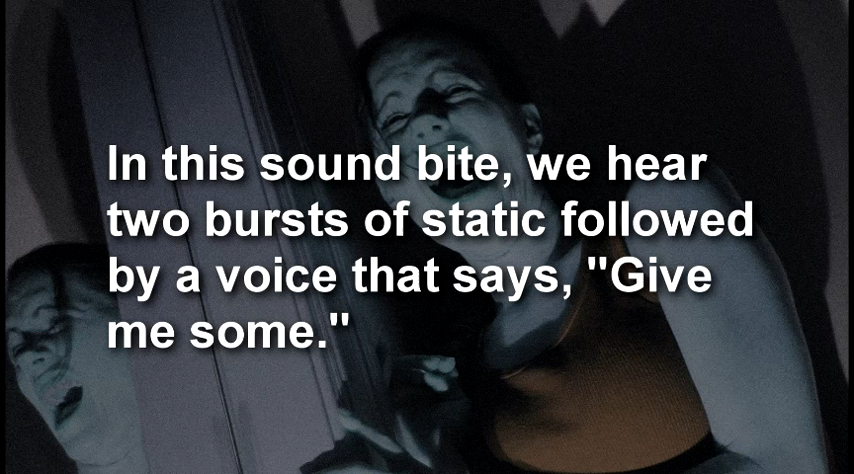 In this sound bite, we hear
two bursts of static followed
by a voice that says, "Give
me some."